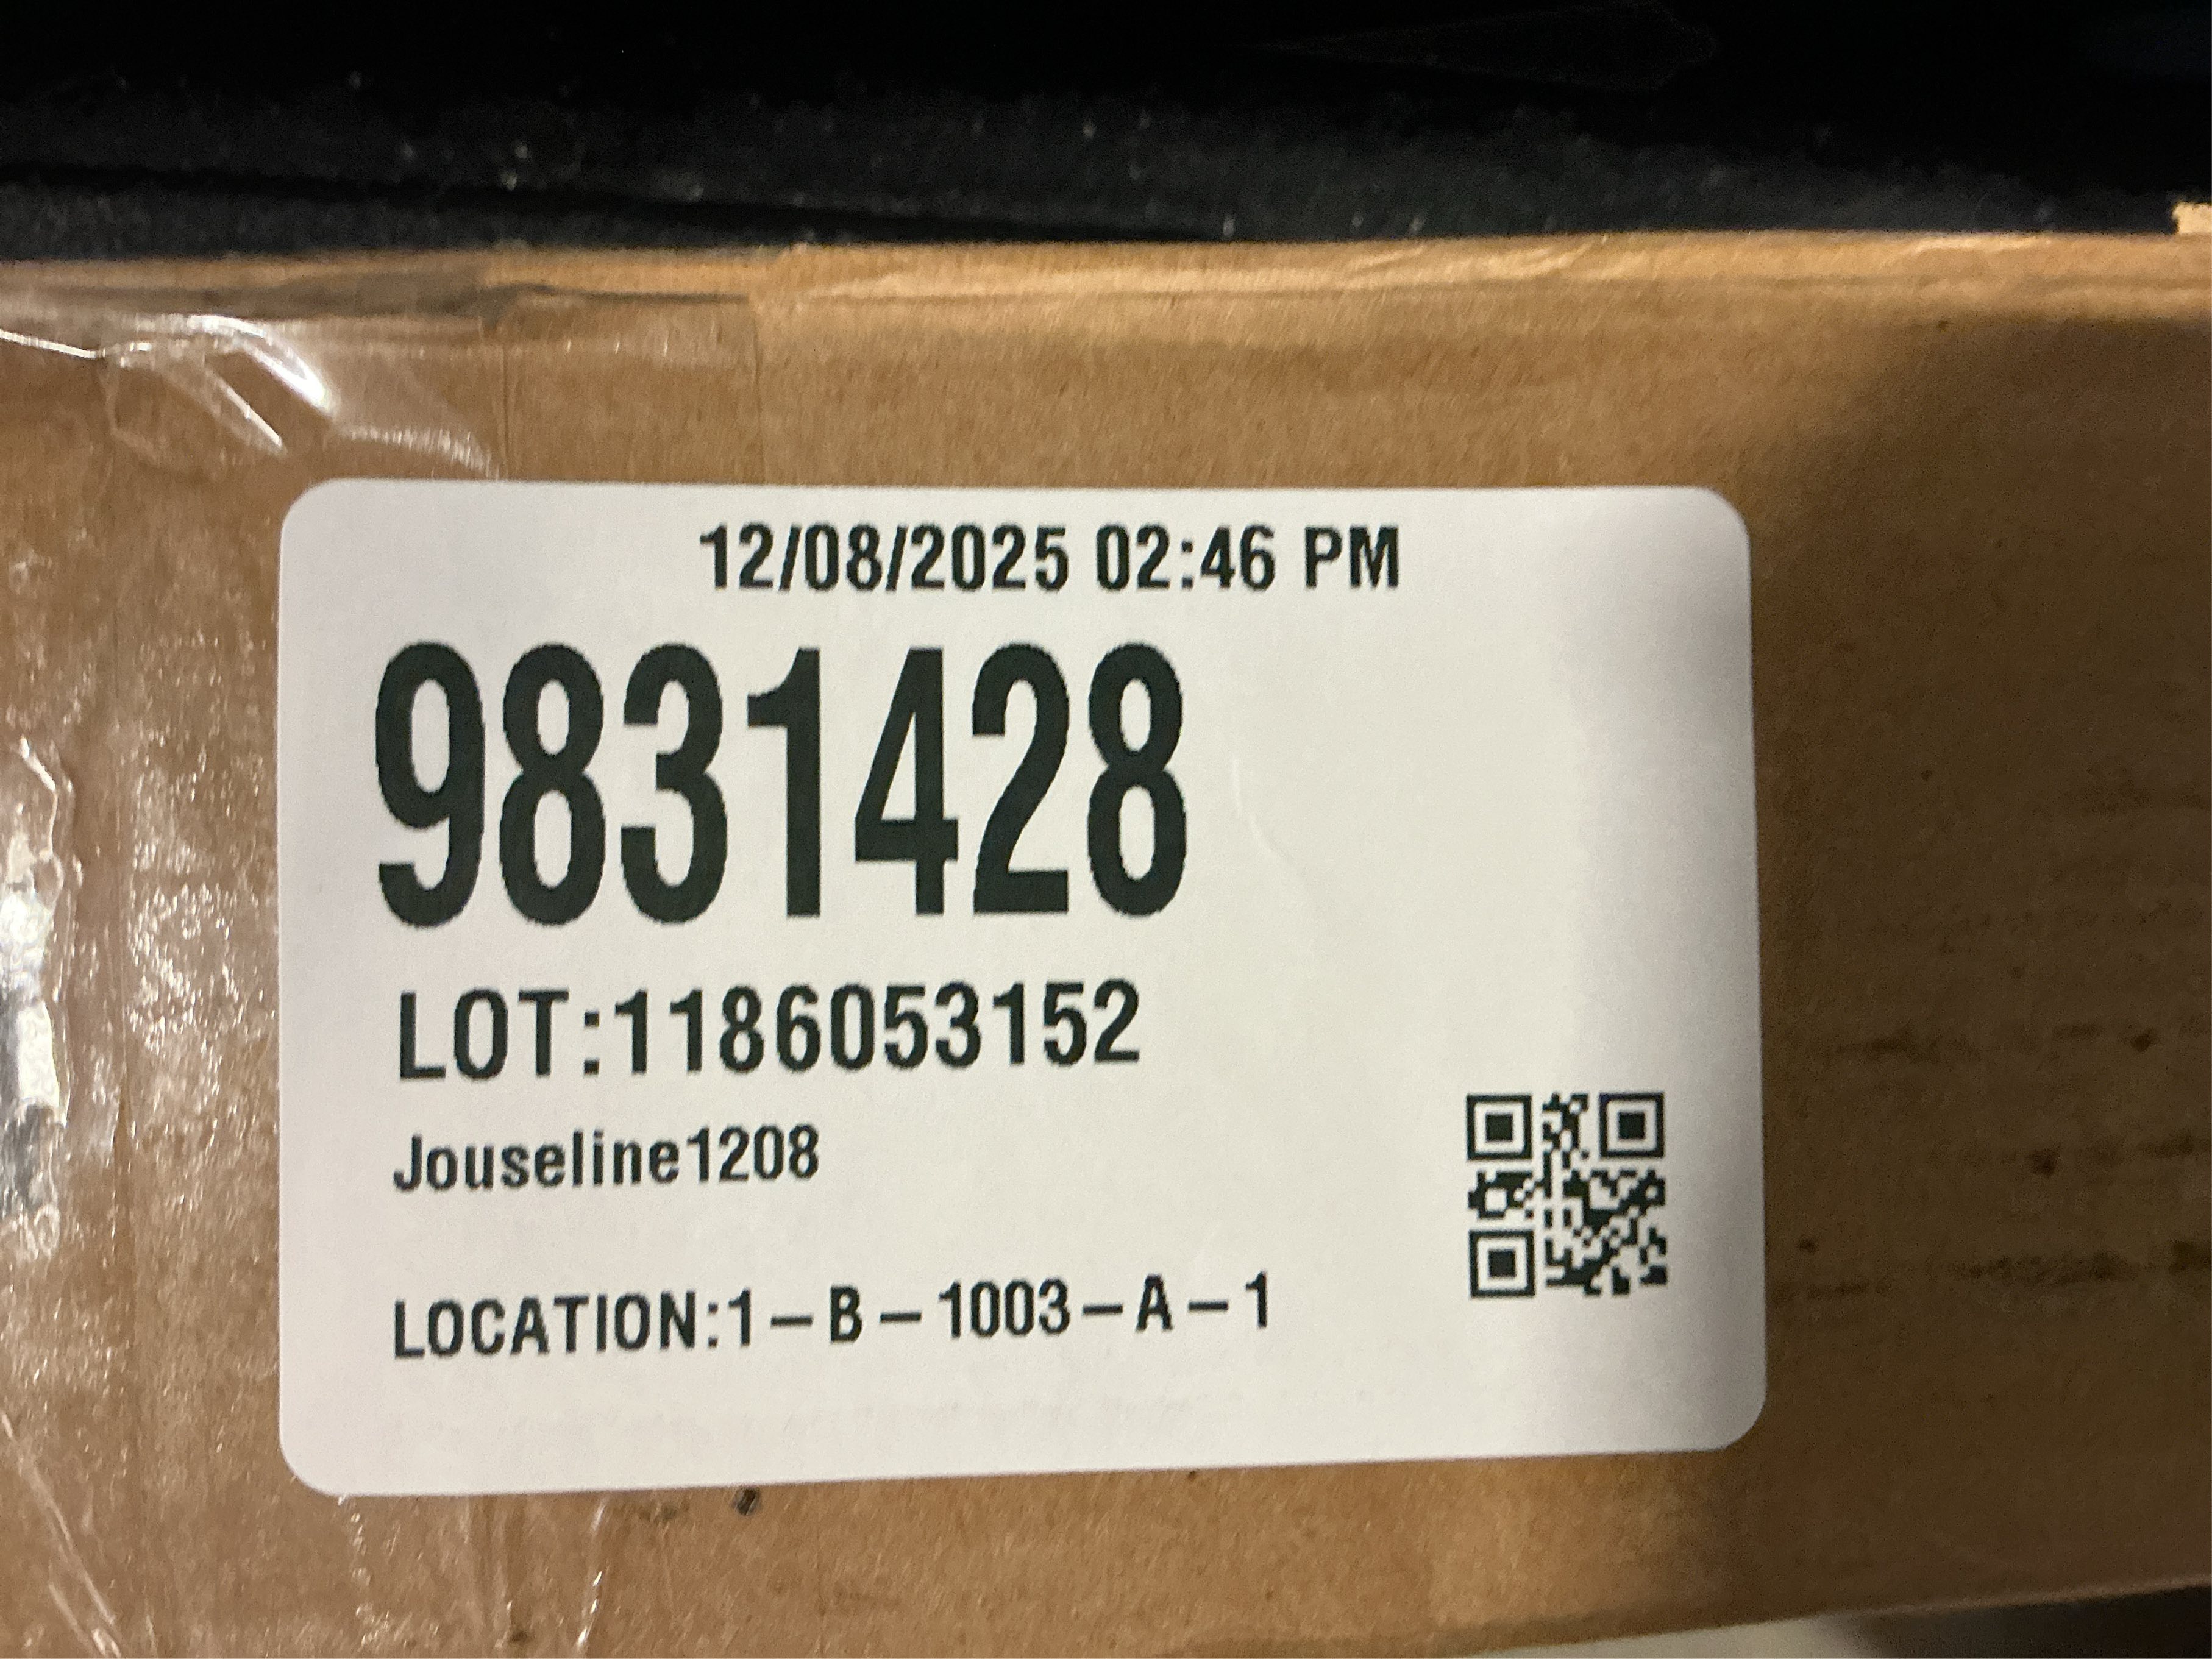 12/08/2025 02:46 PM
9831428
LOT:1186053152
Jouseline1208
LOCATION:1-B-1003-A-1